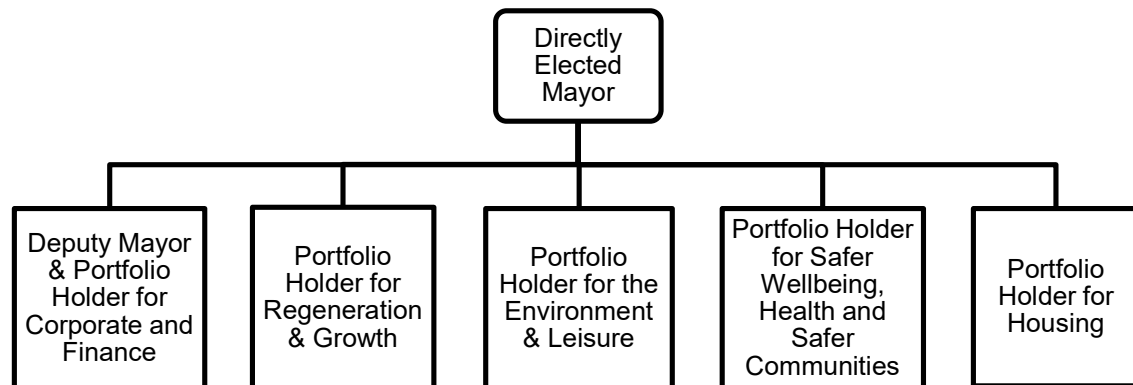 Directly
Elected
Mayor
Deputy Mayor
& Portfolio
Holder for
Corporate and
Finance
Portfolio
Holder for
Regeneration
& Growth
Portfolio
Holder for the
Environment
& Leisure
Portfolio Holder
for Safer
Wellbeing,
Health and
Safer
Communities
Portfolio
Holder for
Housing